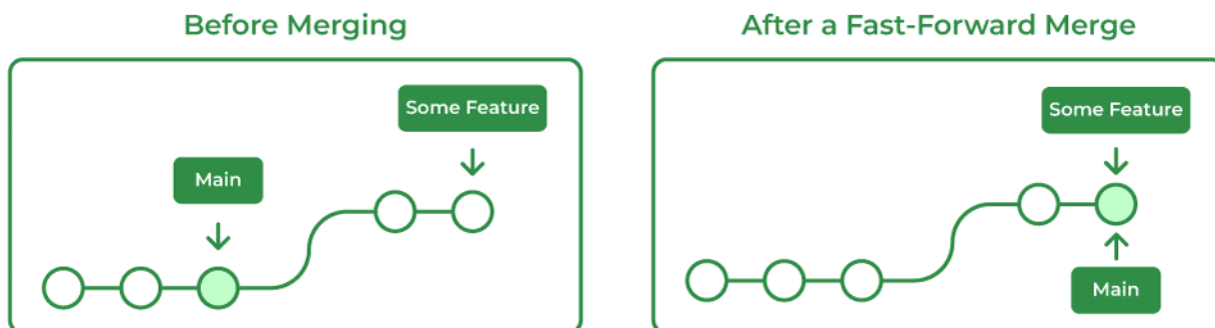 Before Merging
After a Fast-Forward Merge
Some Feature
Main
Some Feature
Main